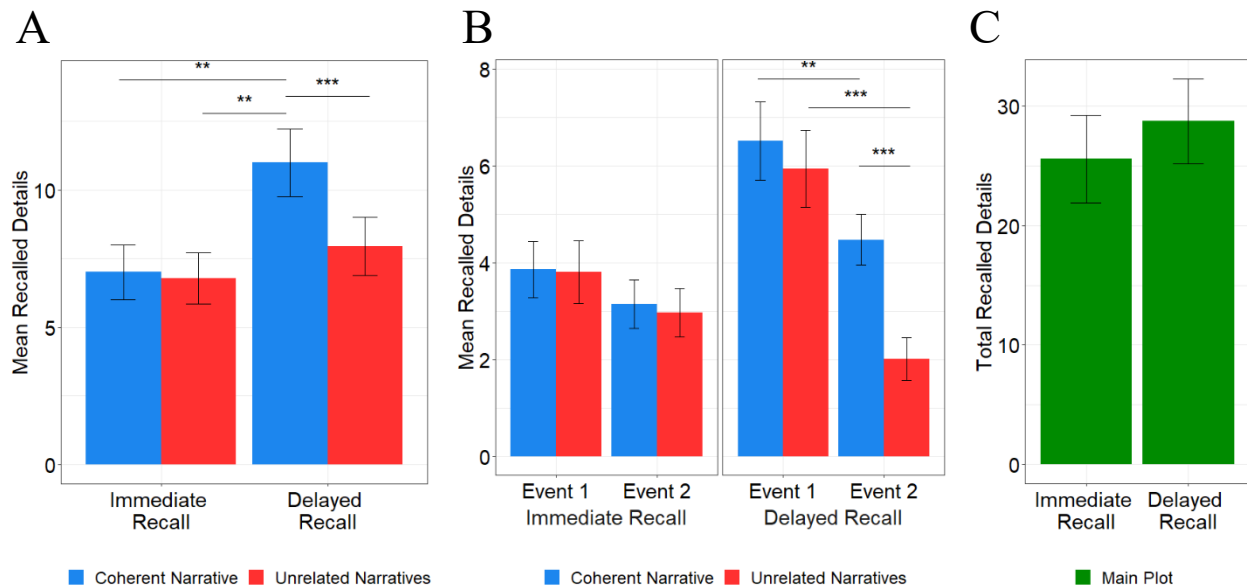 A
Mean Recalled Details
10
5
0
**
**
***
Immediate
Recall
Delayed
Recall
Coherent Narrative
Unrelated Narratives
B
Mean Recalled Details
8
6
4
2
0
**
***
***
Event 1
Event 2
Immediate Recall
Event 1
Event 2
Delayed Recall
Coherent Narrative
Unrelated Narratives
C
Total Recalled Details
30
20
10
0
Immediate
Recall
Delayed
Recall
Main Plot